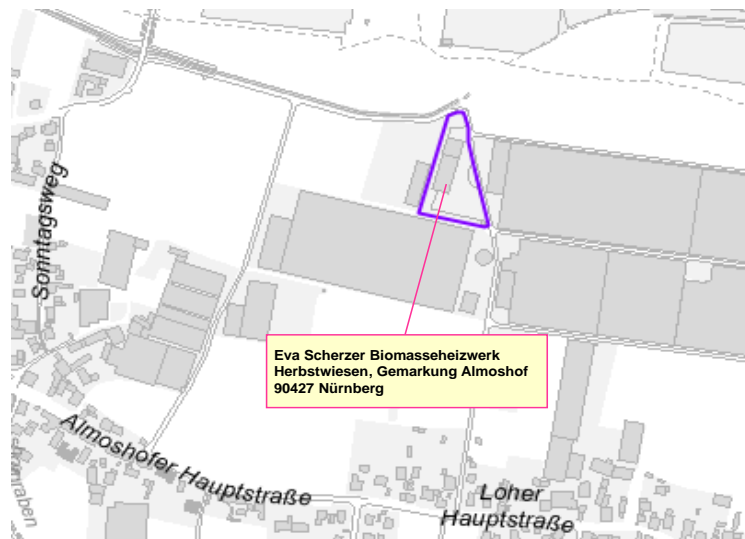 Sonntagsweg
Eva Scherzer Biomasseheizwerk
Herbstwiesen, Gemarkung Almoshof
90427 Nürnberg
Almoshofer Hauptstraße
Loher
Hauptstraße